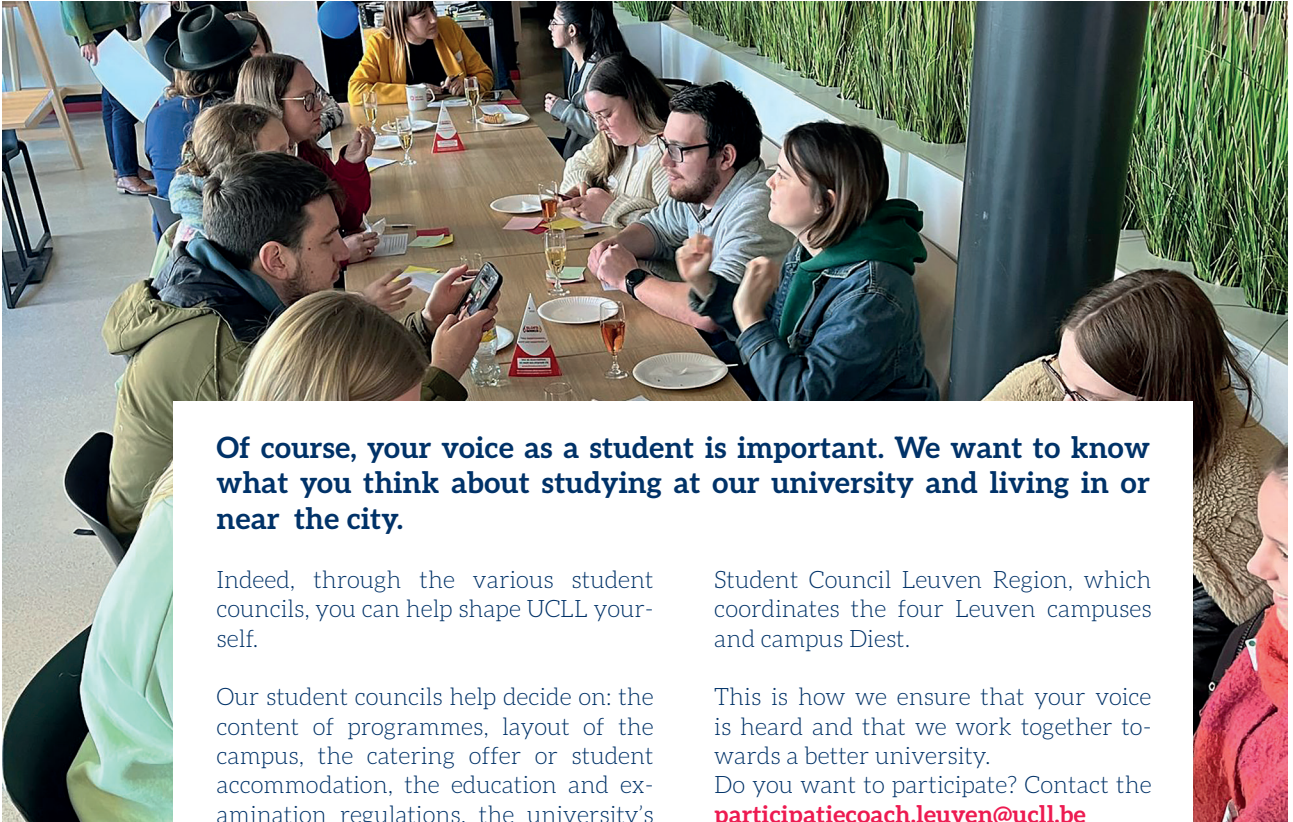 Of course, your voice as a student is important. We want to know
what you think about studying at our university and living in or
near the city.
Indeed, through the various student
councils, you can help shape UCLL your-
self.
Our student councils help decide on: the
content of programmes, layout of the
campus, the catering offer or student
accommodation, the education and ex-
amination regulations, the university's
Student Council Leuven Region, which
coordinates the four Leuven campuses
and campus Diest.
This is how we ensure that your voice
is heard and that we work together to-
wards a better university.
Do you want to participate? Contact the
participatiecoach.leuven@ucll.be